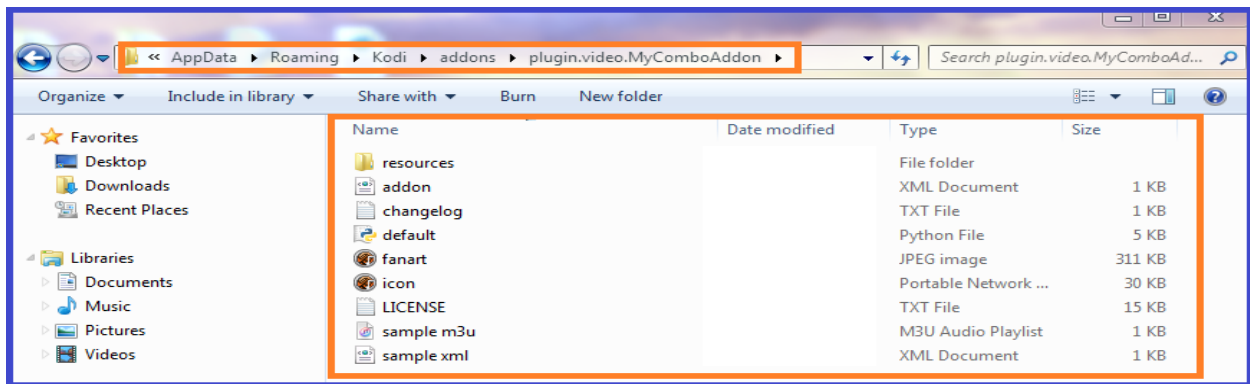 « AppData ▸ Roaming ▸ Kodi ▸ addons ▸ plugin.video.MyComboAddon ▸ Search plugin.video.MyComboAd...
Organize Include in library Share with Burn New folder
Favorites
Desktop
Downloads
Recent Places
Libraries
Documents
Music
Pictures
Videos
Name Date modified Type Size
resources File folder
addon XML Document 1 KB
changelog TXT File 1 KB
default Python File 5 KB
fanart JPEG image 311 KB
icon Portable Network ... 30 KB
LICENSE TXT File 15 KB
sample m3u M3U Audio Playlist 1 KB
sample xml XML Document 1 KB